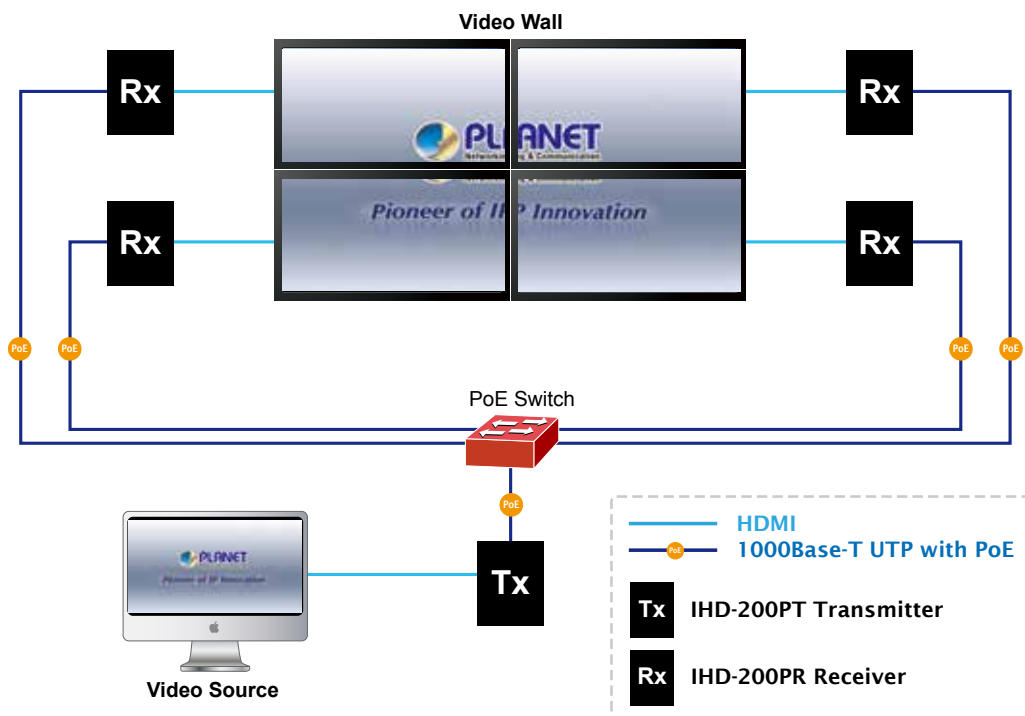 Video Wall
Rx
Rx
PLANET
Networking & Communication
Rx
Rx
Pioneer of IP Innovation
PoE
PoE
PoE
PoE
PoE Switch
PoE
Tx
PLANET
Pioneer of IP Innovation
Video Source
HDMI
PoE
1000Base-T UTP with PoE
Tx
IHD-200PT Transmitter
Rx
IHD-200PR Receiver